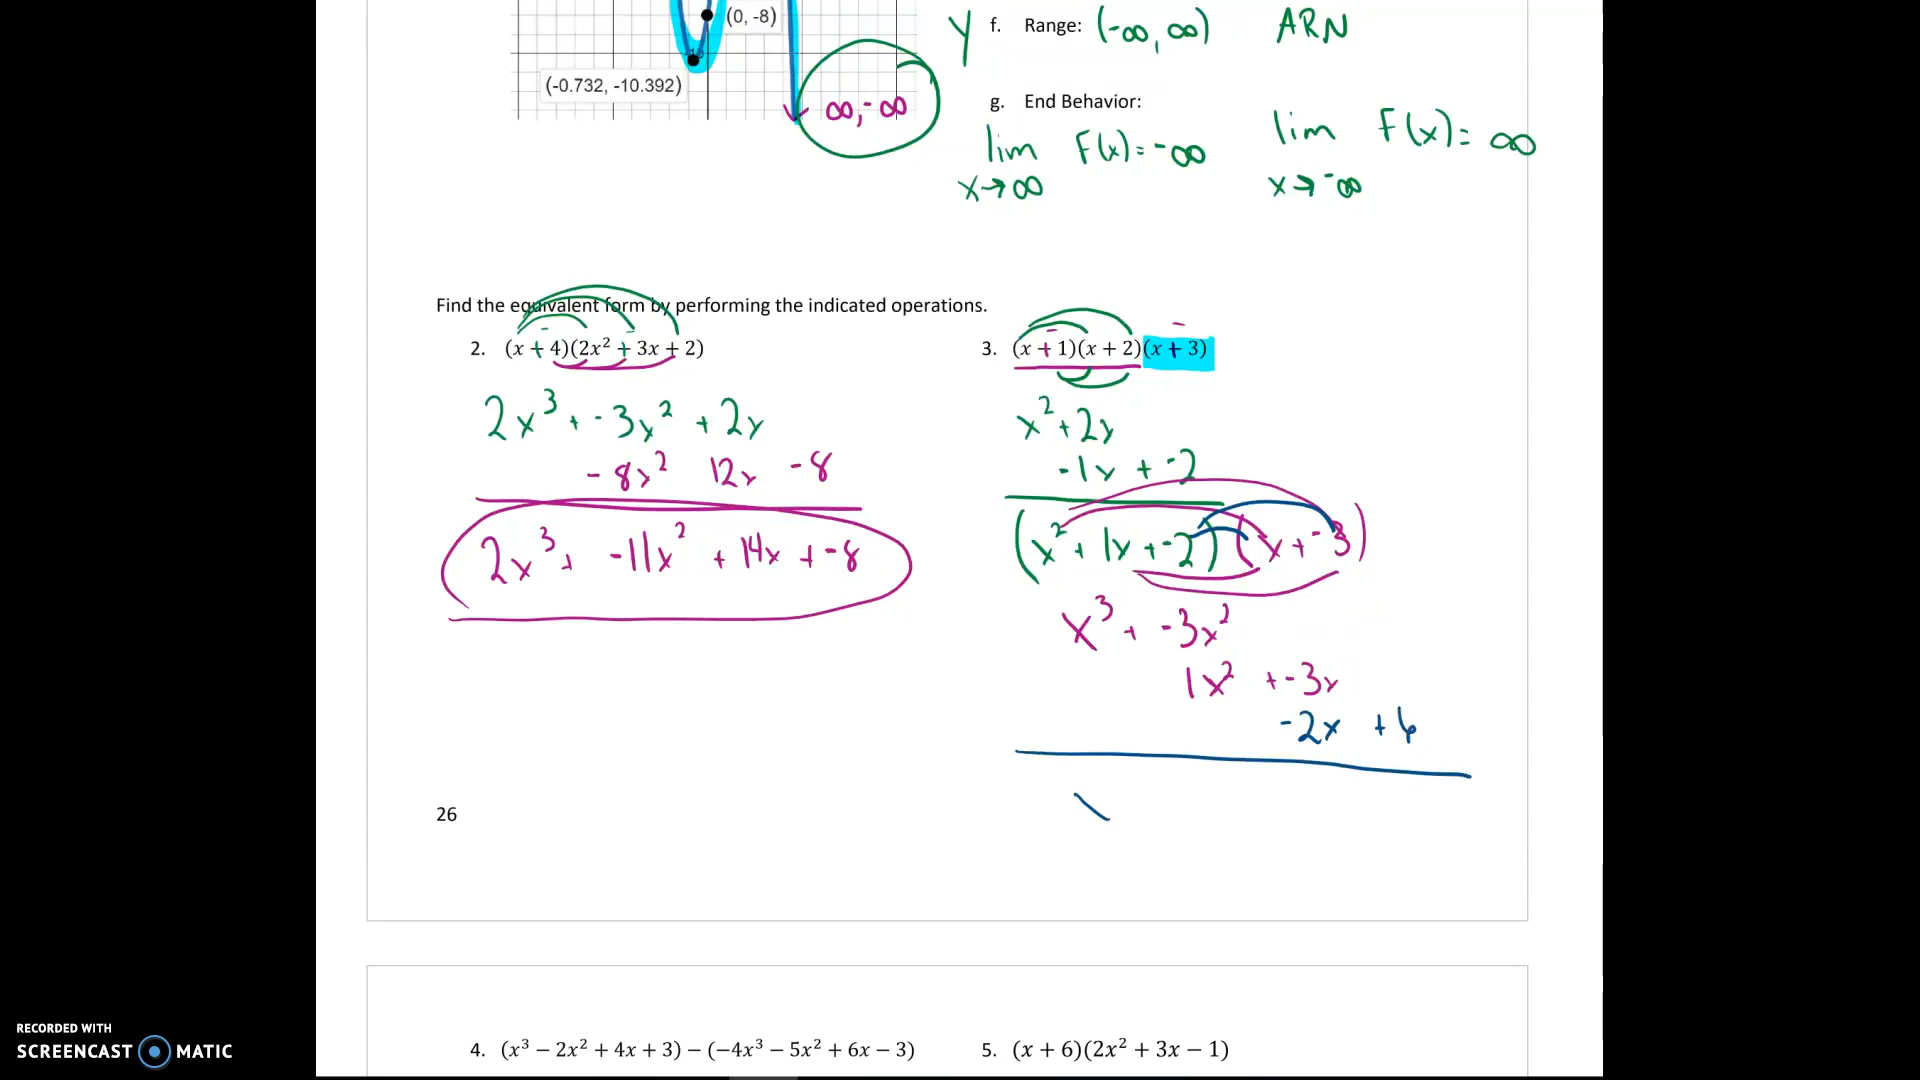 (0, -8)
(-0.732, -10.392)
∞, -∞
y f. Range: (-∞, ∞) ARN
g. End Behavior:
lim F(x) = -∞ lim F(x) = ∞
x→∞ x→-∞
Find the equivalent form by performing the indicated operations.
2. (x + 4)(2x² + 3x + 2)
2x³ + -3x² + 2x
-8x² 12x -8
2x³ + -11x² + 14x + -8
3. (x + 1)(x + 2)(x + 3)
x² + 2x
-1x + -2
(x² + 1x + -2)(x + -3)
x³ + -3x²
1x² + -3x
-2x + 6
26
4. (x³ − 2x² + 4x + 3) − (−4x³ − 5x² + 6x − 3)
5. (x + 6)(2x² + 3x − 1)
RECORDED WITH
SCREENCAST MATIC